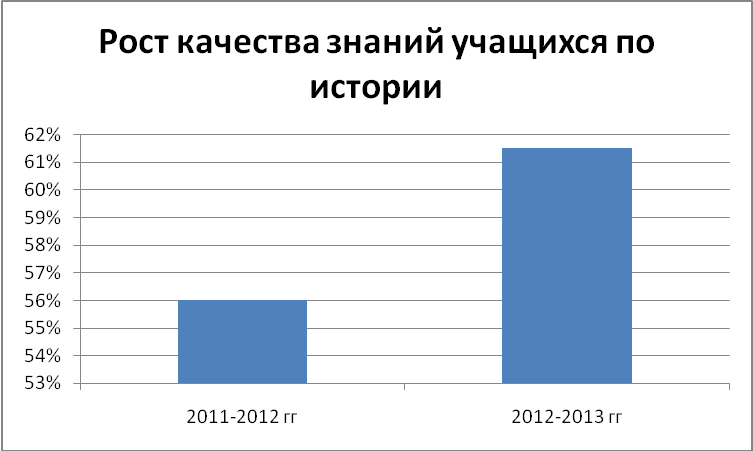 Рост качества знаний учащихся по
истории
62%
61%
60%
59%
58%
57%
56%
55%
54%
53%
2011-2012 гг
2012-2013 гг